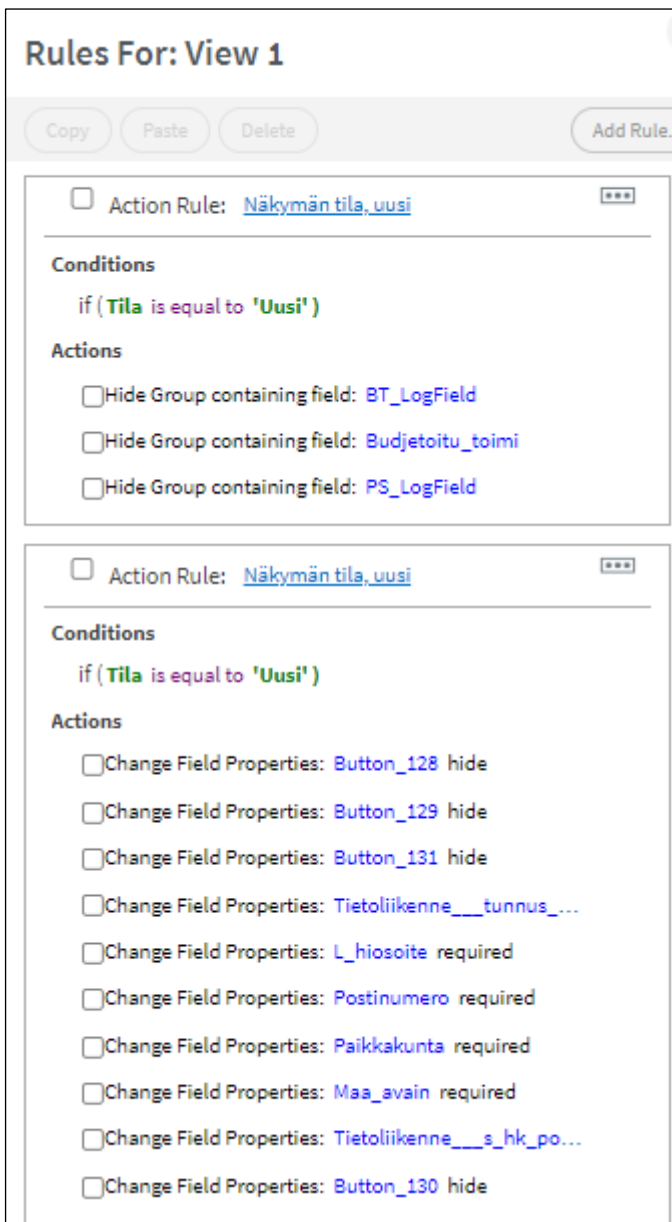 Rules For: View 1
Copy Paste Delete Add Rule.
Action Rule: Näkymän tila, uusi
Conditions
if ( Tila is equal to 'Uusi' )
Actions
Hide Group containing field: BT_LogField
Hide Group containing field: Budjetoitu_toimi
Hide Group containing field: PS_LogField
Action Rule: Näkymän tila, uusi
Conditions
if ( Tila is equal to 'Uusi' )
Actions
Change Field Properties: Button_128 hide
Change Field Properties: Button_129 hide
Change Field Properties: Button_131 hide
Change Field Properties: Tietoliikenne___tunnus_...
Change Field Properties: L_hiosoite required
Change Field Properties: Postinumero required
Change Field Properties: Paikkakunta required
Change Field Properties: Maa_avain required
Change Field Properties: Tietoliikenne___s_hk_po...
Change Field Properties: Button_130 hide